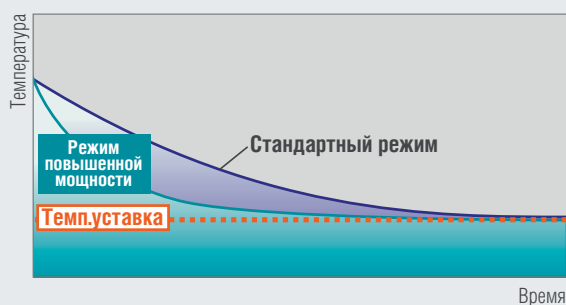 Температура
Стандартный режим
Режим
повышенной
мощности
Темп.уставка
Время